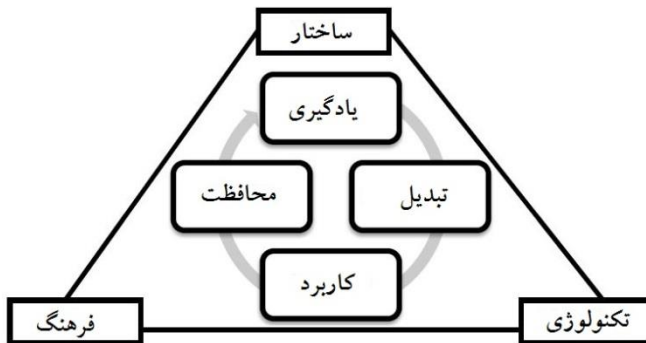 ساختار
یادگیری
محافظت
تبدیل
کاربرد
فرهنگ
تکنولوژی